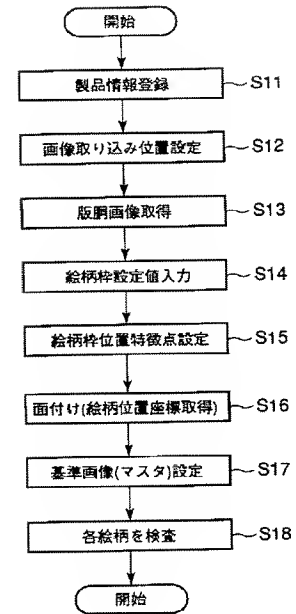 開始
製品情報登録 S11
画像取り込み位置設定 S12
版胴画像取得 S13
絵柄枠設定値入力 S14
絵柄枠位置特徴点設定 S15
面付け(絵柄位置座標取得) S16
基準画像(マスタ)設定 S17
各絵柄を検査 S18
開始